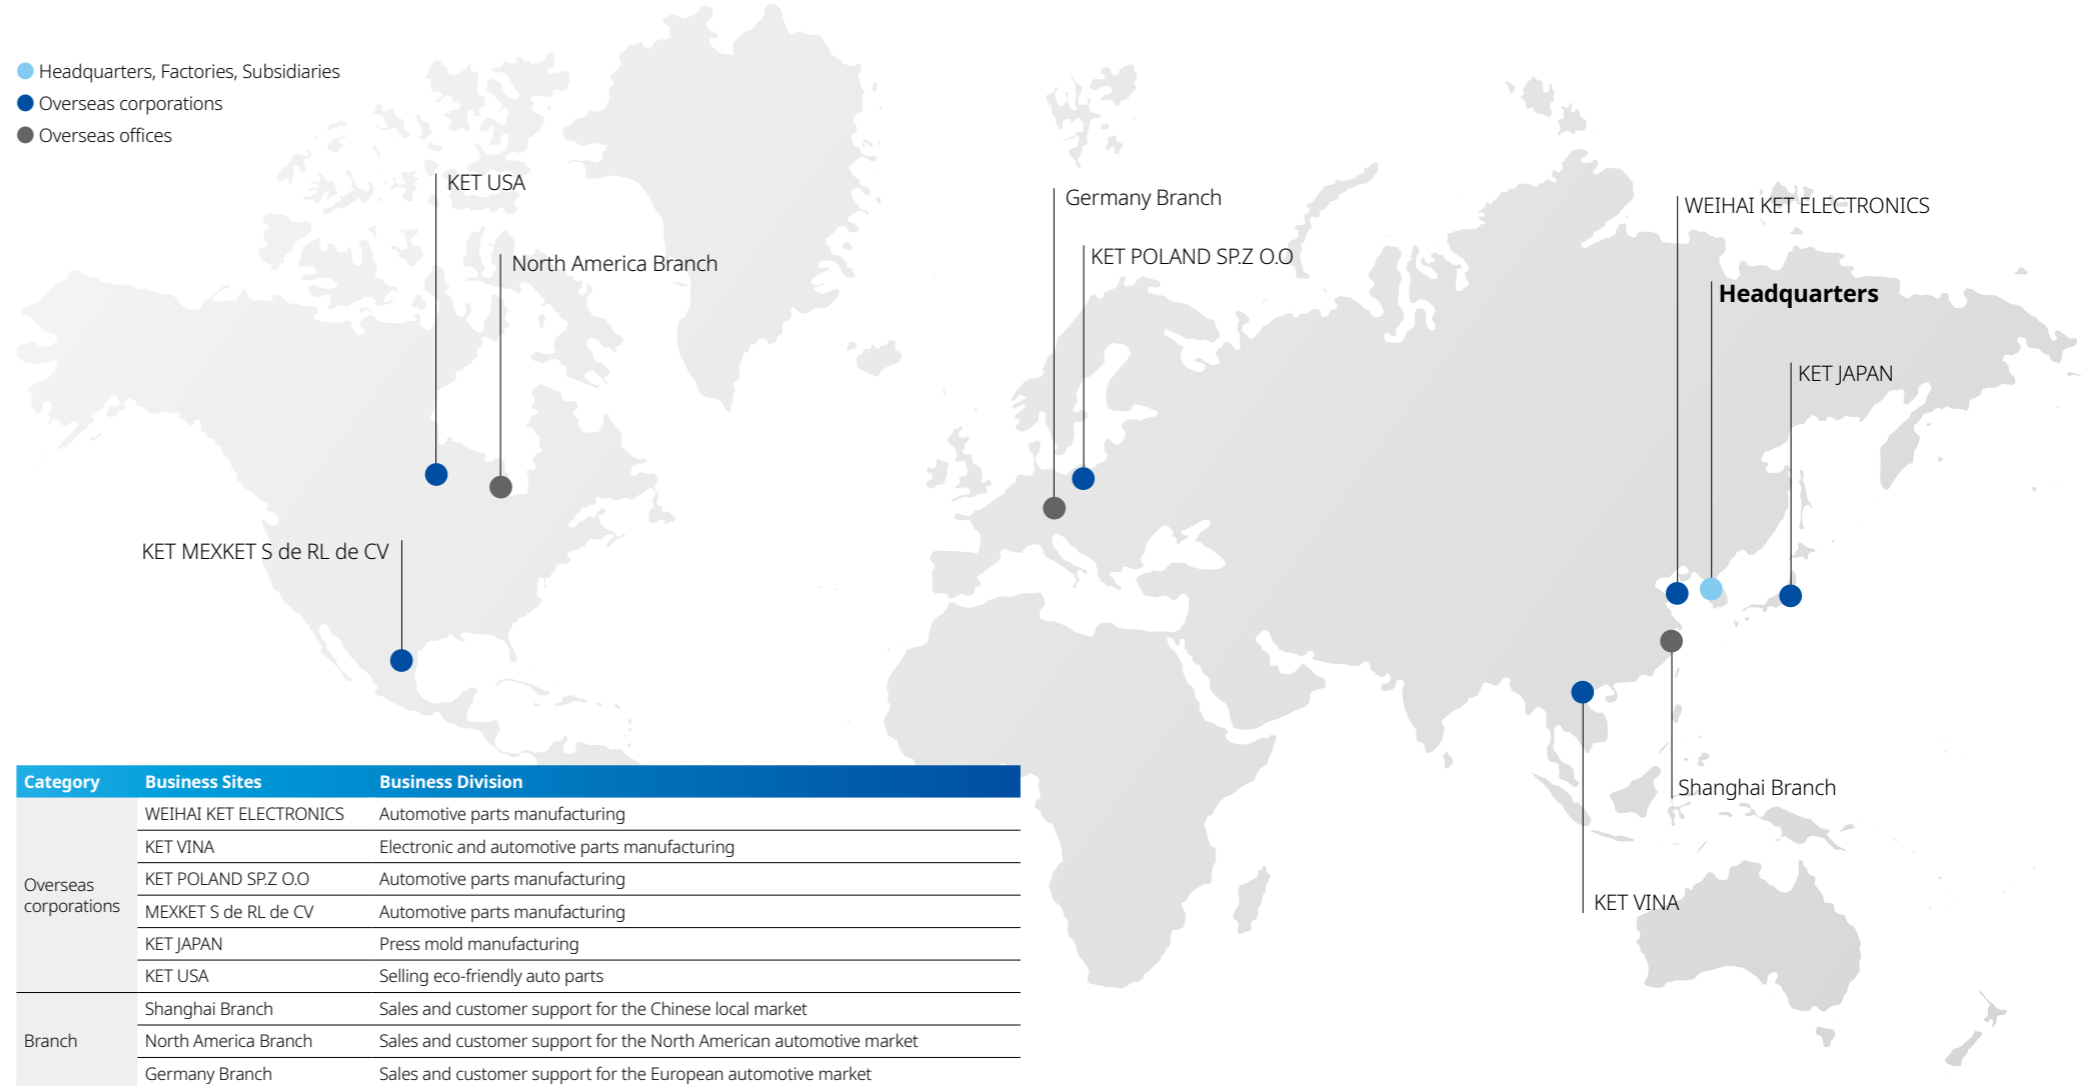 Headquarters, Factories, Subsidiaries
Overseas corporations
Overseas offices
KET USA
North America Branch
KET MEXKET S de RL de CV
Germany Branch
KET POLAND SP.Z O.O
WEIHAI KET ELECTRONICS
Headquarters
KET JAPAN
Shanghai Branch
KET VINA
Category Business Sites Business Division
Overseas corporations
WEIHAI KET ELECTRONICS Automotive parts manufacturing
KET VINA Electronic and automotive parts manufacturing
KET POLAND SP.Z O.O Automotive parts manufacturing
MEXKET S de RL de CV Automotive parts manufacturing
KET JAPAN Press mold manufacturing
KET USA Selling eco-friendly auto parts
Branch
Shanghai Branch Sales and customer support for the Chinese local market
North America Branch Sales and customer support for the North American automotive market
Germany Branch Sales and customer support for the European automotive market